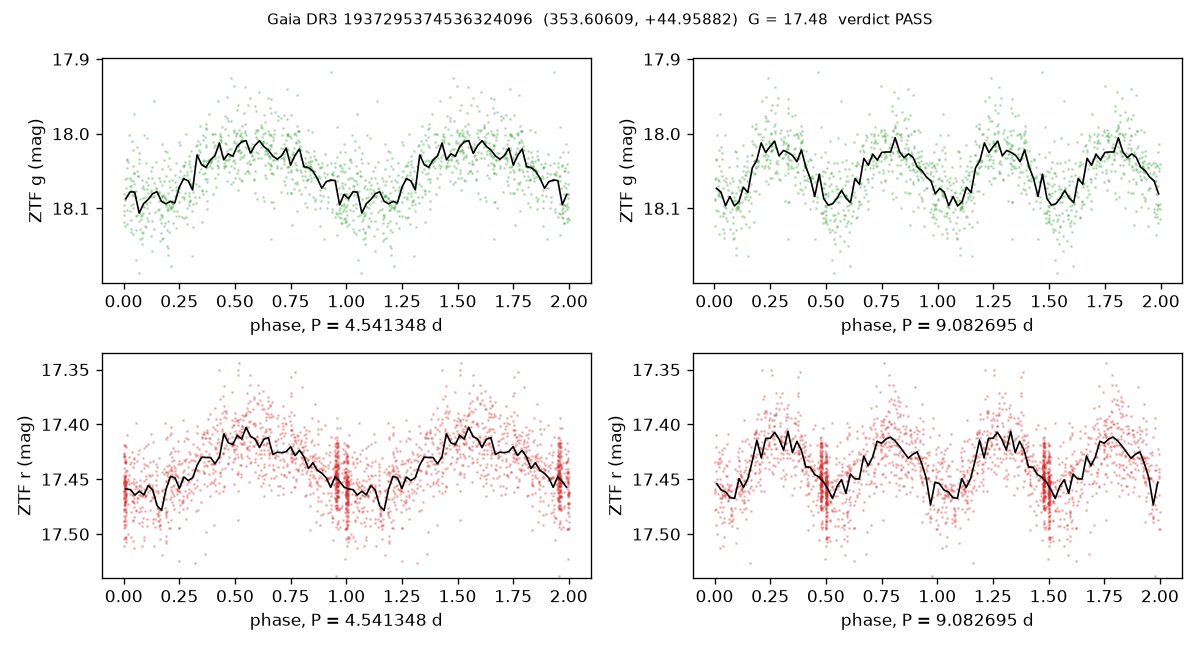 Gaia DR3 1937295374536324096  (353.60609, +44.95882)  G = 17.48  verdict PASS
17.9
18.0
18.1
ZTF g (mag)
0.00 0.25 0.50 0.75 1.00 1.25 1.50 1.75 2.00
phase, P = 4.541348 d
17.9
18.0
18.1
ZTF g (mag)
0.00 0.25 0.50 0.75 1.00 1.25 1.50 1.75 2.00
phase, P = 9.082695 d
17.35
17.40
17.45
17.50
ZTF r (mag)
0.00 0.25 0.50 0.75 1.00 1.25 1.50 1.75 2.00
phase, P = 4.541348 d
17.35
17.40
17.45
17.50
ZTF r (mag)
0.00 0.25 0.50 0.75 1.00 1.25 1.50 1.75 2.00
phase, P = 9.082695 d